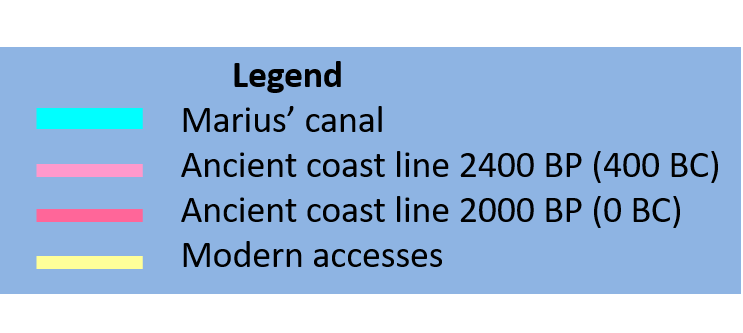 Legend
Marius’ canal
Ancient coast line 2400 BP (400 BC)
Ancient coast line 2000 BP (0 BC)
Modern accesses